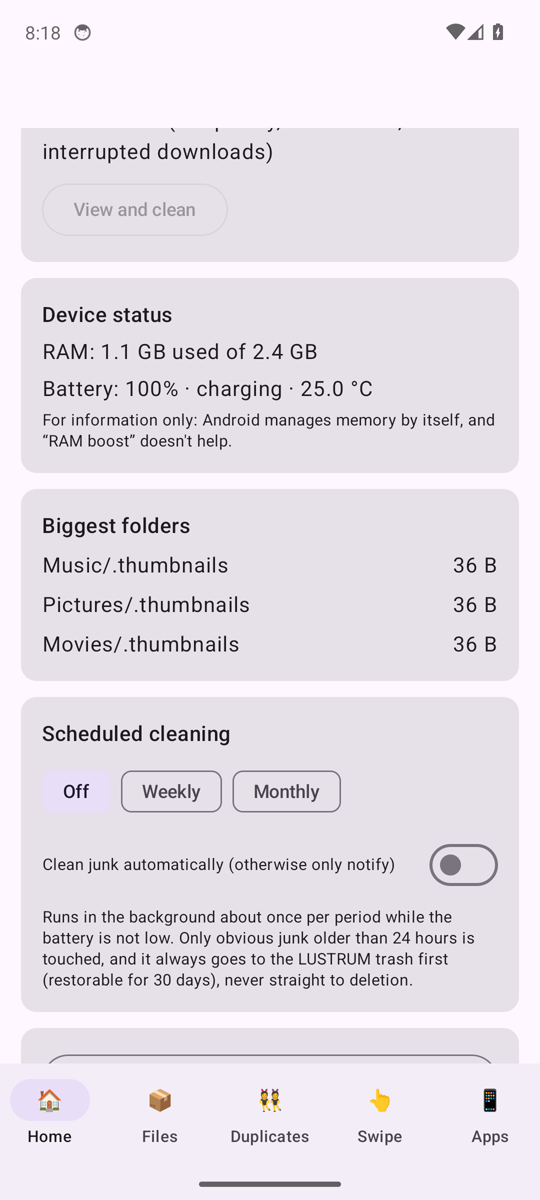 8:18
interrupted downloads)
View and clean
Device status
RAM: 1.1 GB used of 2.4 GB
Battery: 100% · charging · 25.0 °C
For information only: Android manages memory by itself, and
“RAM boost” doesn't help.
Biggest folders
Music/.thumbnails 36 B
Pictures/.thumbnails 36 B
Movies/.thumbnails 36 B
Scheduled cleaning
Off Weekly Monthly
Clean junk automatically (otherwise only notify)
Runs in the background about once per period while the
battery is not low. Only obvious junk older than 24 hours is
touched, and it always goes to the LUSTRUM trash first
(restorable for 30 days), never straight to deletion.
Home Files Duplicates Swipe Apps